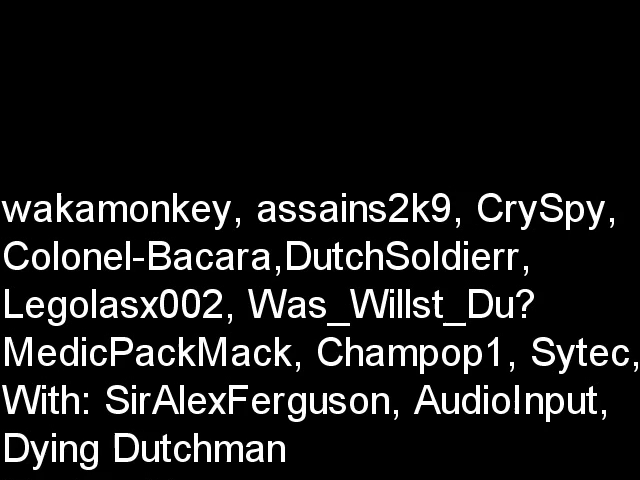 wakamonkey, assains2k9, CrySpy,
Colonel-Bacara,DutchSoldierr,
Legolasx002, Was_Willst_Du?
MedicPackMack, Champop1, Sytec,
With: SirAlexFerguson, AudioInput,
Dying Dutchman